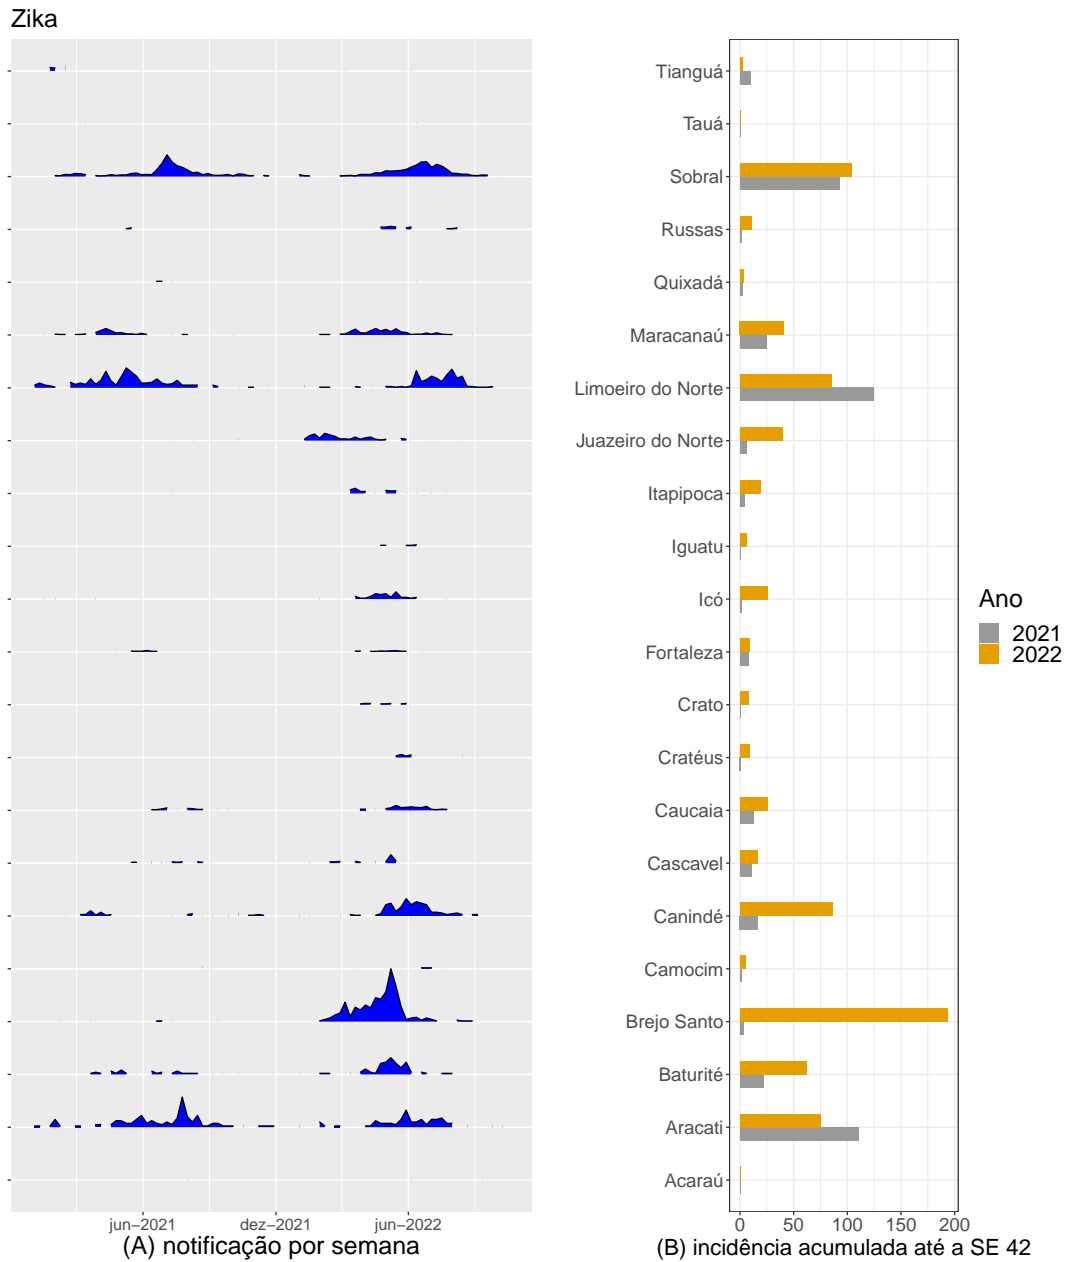 Zika
Tianguá
Tauá
Sobral
Russas
Quixadá
Maracanaú
Limoeiro do Norte
Juazeiro do Norte
Itapipoca
Iguatu
Icó
Fortaleza
Crato
Cratéus
Caucaia
Cascavel
Canindé
Camocim
Brejo Santo
Baturité
Aracati
Acaraú
jun−2021 dez−2021 jun−2022
(A) notificação por semana
0 50 100 150 200
(B) incidência acumulada até a SE 42
Ano
2021
2022